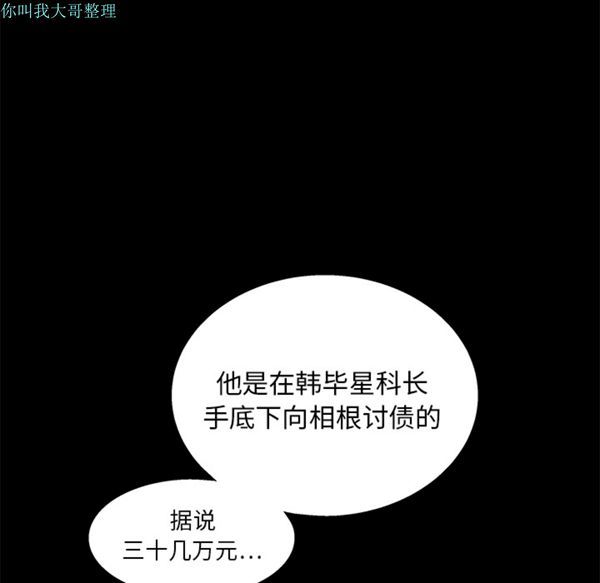 你叫我大哥整理
他是在韩毕星科长
手底下向相根讨债的
据说
三十几万元...